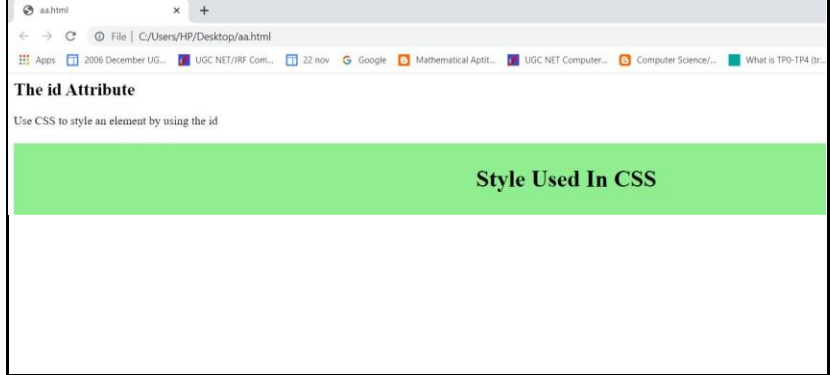 aa.html
File | C:/Users/HP/Desktop/aa.html
Apps 2006 December UG... UGC NET/JRF Com... 22 nov Google Mathematical Aptit... UGC NET Computer... Computer Science/... What is TP0-TP4 (tr...
The id Attribute
Use CSS to style an element by using the id
Style Used In CSS